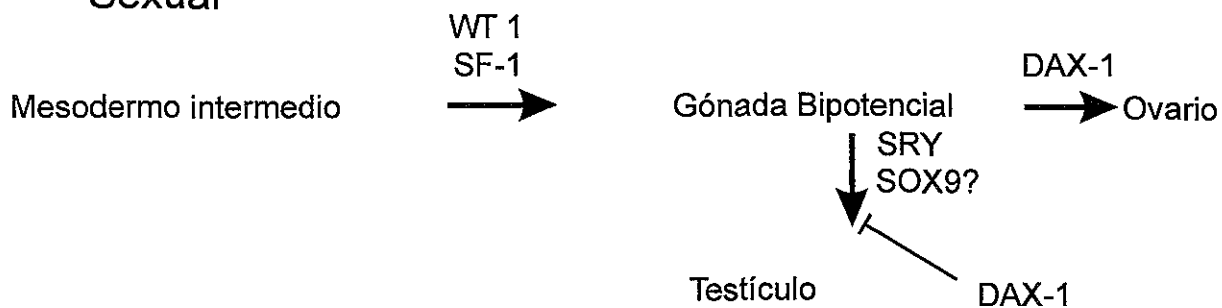 Sexual
WT 1
SF-1
DAX-1
Mesodermo intermedio
Gónada Bipotencial
Ovario
SRY
SOX9?
Testículo
DAX-1